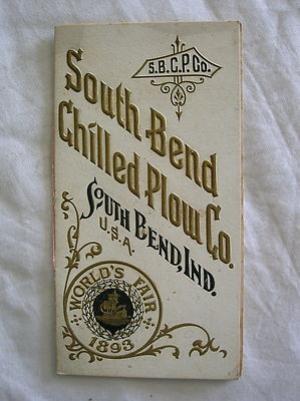 S.B.C.P.Co.
South Bend
Chilled Plow Co.
SOUTH BEND, IND.
U.S.A.
WORLD'S FAIR
1893